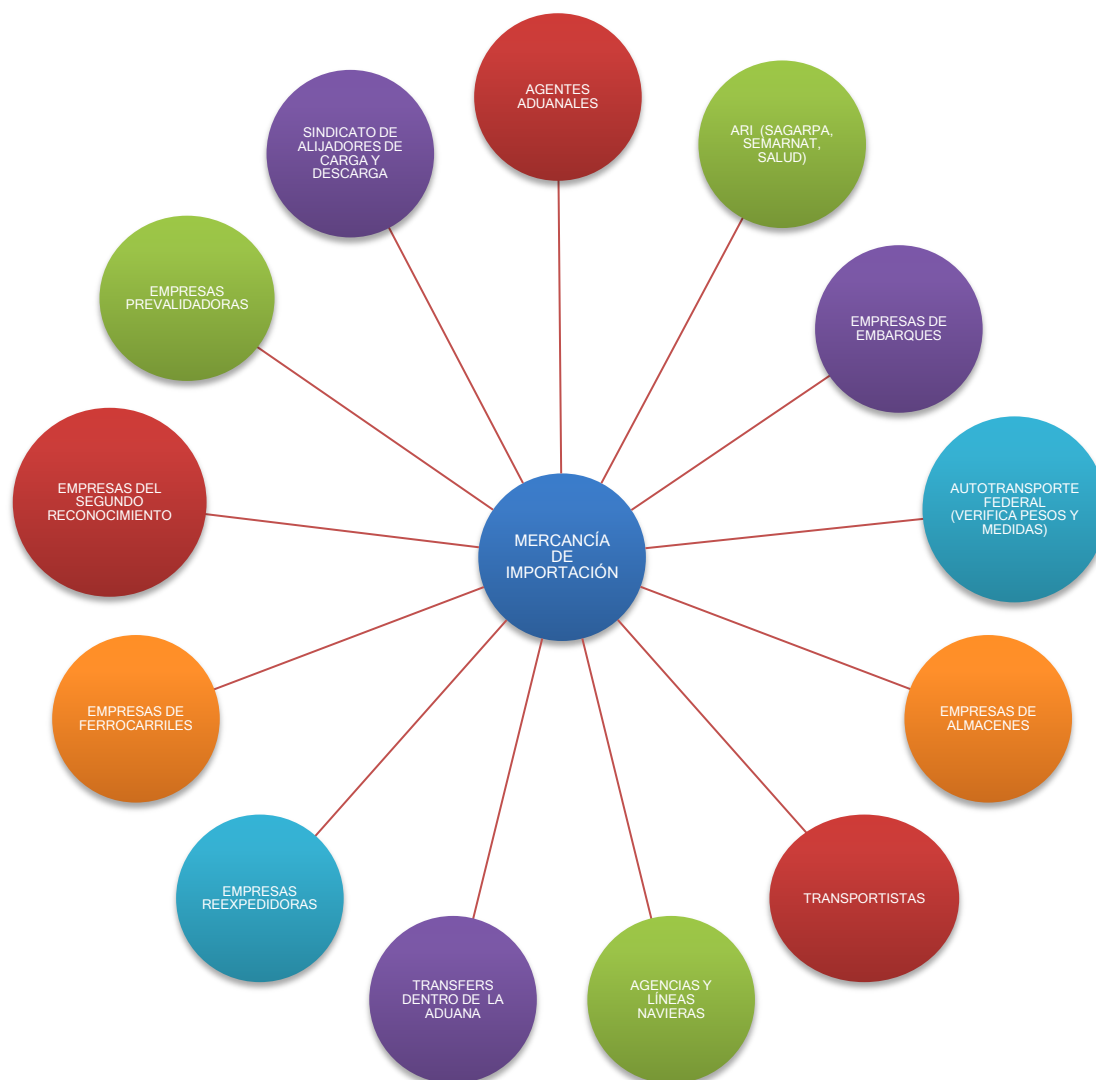 AGENTES
ADUANALES
ARI (SAGARPA,
SEMARNAT,
SALUD)
EMPRESAS DE
EMBARQUES
AUTOTRANSPORTE
FEDERAL
(VERIFICA PESOS Y
MEDIDAS)
EMPRESAS DE
ALMACENES
TRANSPORTISTAS
AGENCIAS Y
LÍNEAS
NAVIERAS
TRANSFERS
DENTRO DE LA
ADUANA
EMPRESAS
REEXPEDIDORAS
EMPRESAS DE
FERROCARRILES
EMPRESAS DEL
SEGUNDO
RECONOCIMIENTO
EMPRESAS
PREVALIDADORAS
SINDICATO DE
ALIJADORES DE
CARGA Y
DESCARGA
MERCANCÍA
DE
IMPORTACIÓN